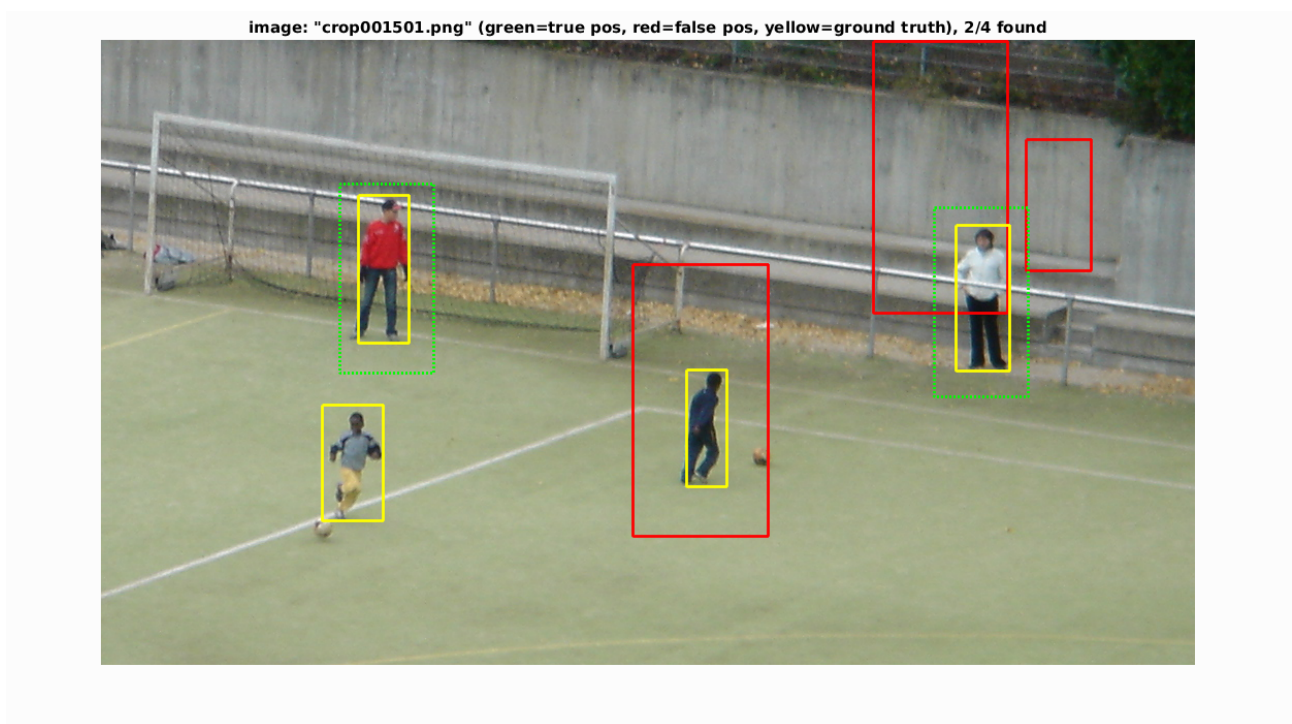 image: "crop001501.png" (green=true pos, red=false pos, yellow=ground truth), 2/4 found